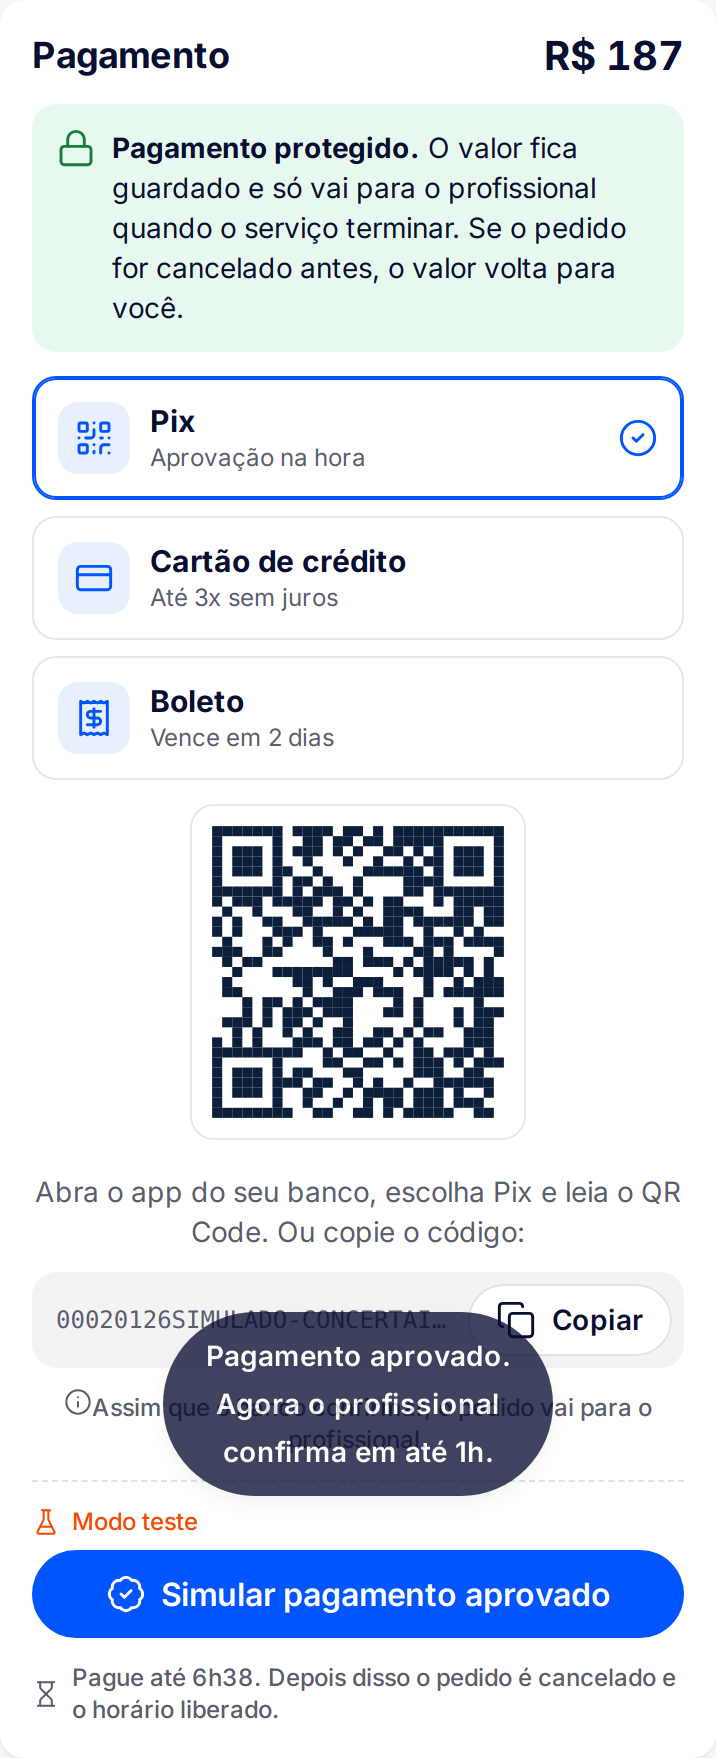 Pagamento
R$ 187
Pagamento protegido. O valor fica
guardado e só vai para o profissional
quando o serviço terminar. Se o pedido
for cancelado antes, o valor volta para
você.
Pix
Aprovação na hora
Cartão de crédito
Até 3x sem juros
Boleto
Vence em 2 dias
Abra o app do seu banco, escolha Pix e leia o QR
Code. Ou copie o código:
00020126SIMULADO-CONCERTAI…
Copiar
Pagamento aprovado.
Agora o profissional
confirma em até 1h.
Assim que o pedido vai para o
profissional.
Modo teste
Simular pagamento aprovado
Pague até 6h38. Depois disso o pedido é cancelado e
o horário liberado.